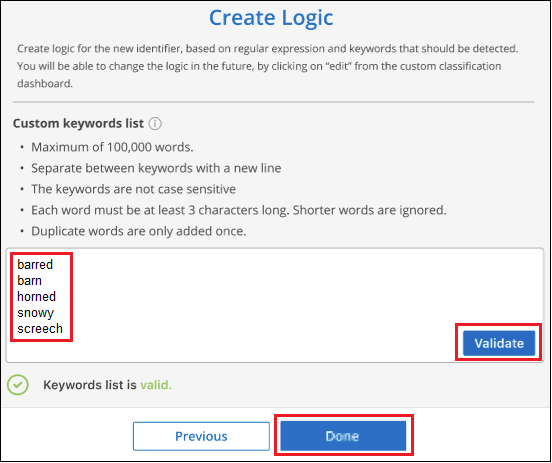 Create Logic
Create logic for the new identifier, based on regular expression and keywords that should be detected.
You will be able to change the logic in the future, by clicking on “edit” from the custom classification
dashboard.
Custom keywords list
• Maximum of 100,000 words.
• Separate between keywords with a new line
• The keywords are not case sensitive
• Each word must be at least 3 characters long. Shorter words are ignored.
• Duplicate words are only added once.
barred
barn
horned
snowy
screech
Validate
Keywords list is valid.
Previous
Done